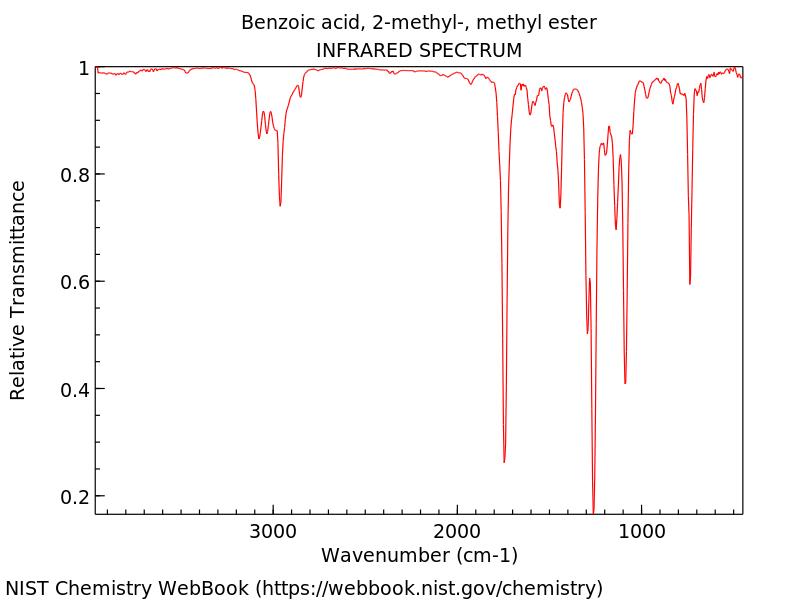 Benzoic acid, 2-methyl-, methyl ester
INFRARED SPECTRUM
1
0.8
0.6
0.4
0.2
Relative Transmittance
3000 2000 1000
Wavenumber (cm-1)
NIST Chemistry WebBook (https://webbook.nist.gov/chemistry)